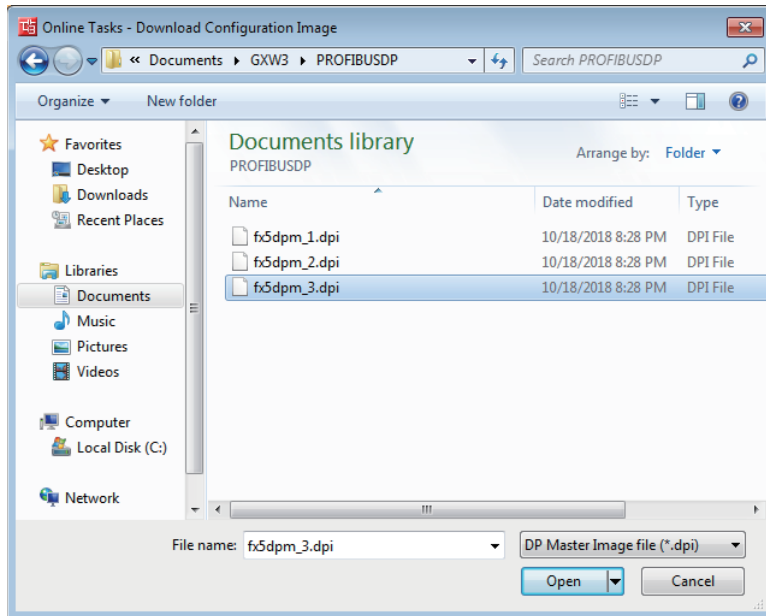 Online Tasks - Download Configuration Image
« Documents GXW3 PROFIBUSDP Search PROFIBUSDP
Organize New folder
Favorites
Desktop
Downloads
Recent Places
Libraries
Documents
Music
Pictures
Videos
Computer
Local Disk (C:)
Network
Documents library
PROFIBUSDP
Arrange by: Folder
Name Date modified Type
fx5dpm_1.dpi 10/18/2018 8:28 PM DPI File
fx5dpm_2.dpi 10/18/2018 8:28 PM DPI File
fx5dpm_3.dpi 10/18/2018 8:28 PM DPI File
File name: fx5dpm_3.dpi DP Master Image file (*.dpi)
Open Cancel